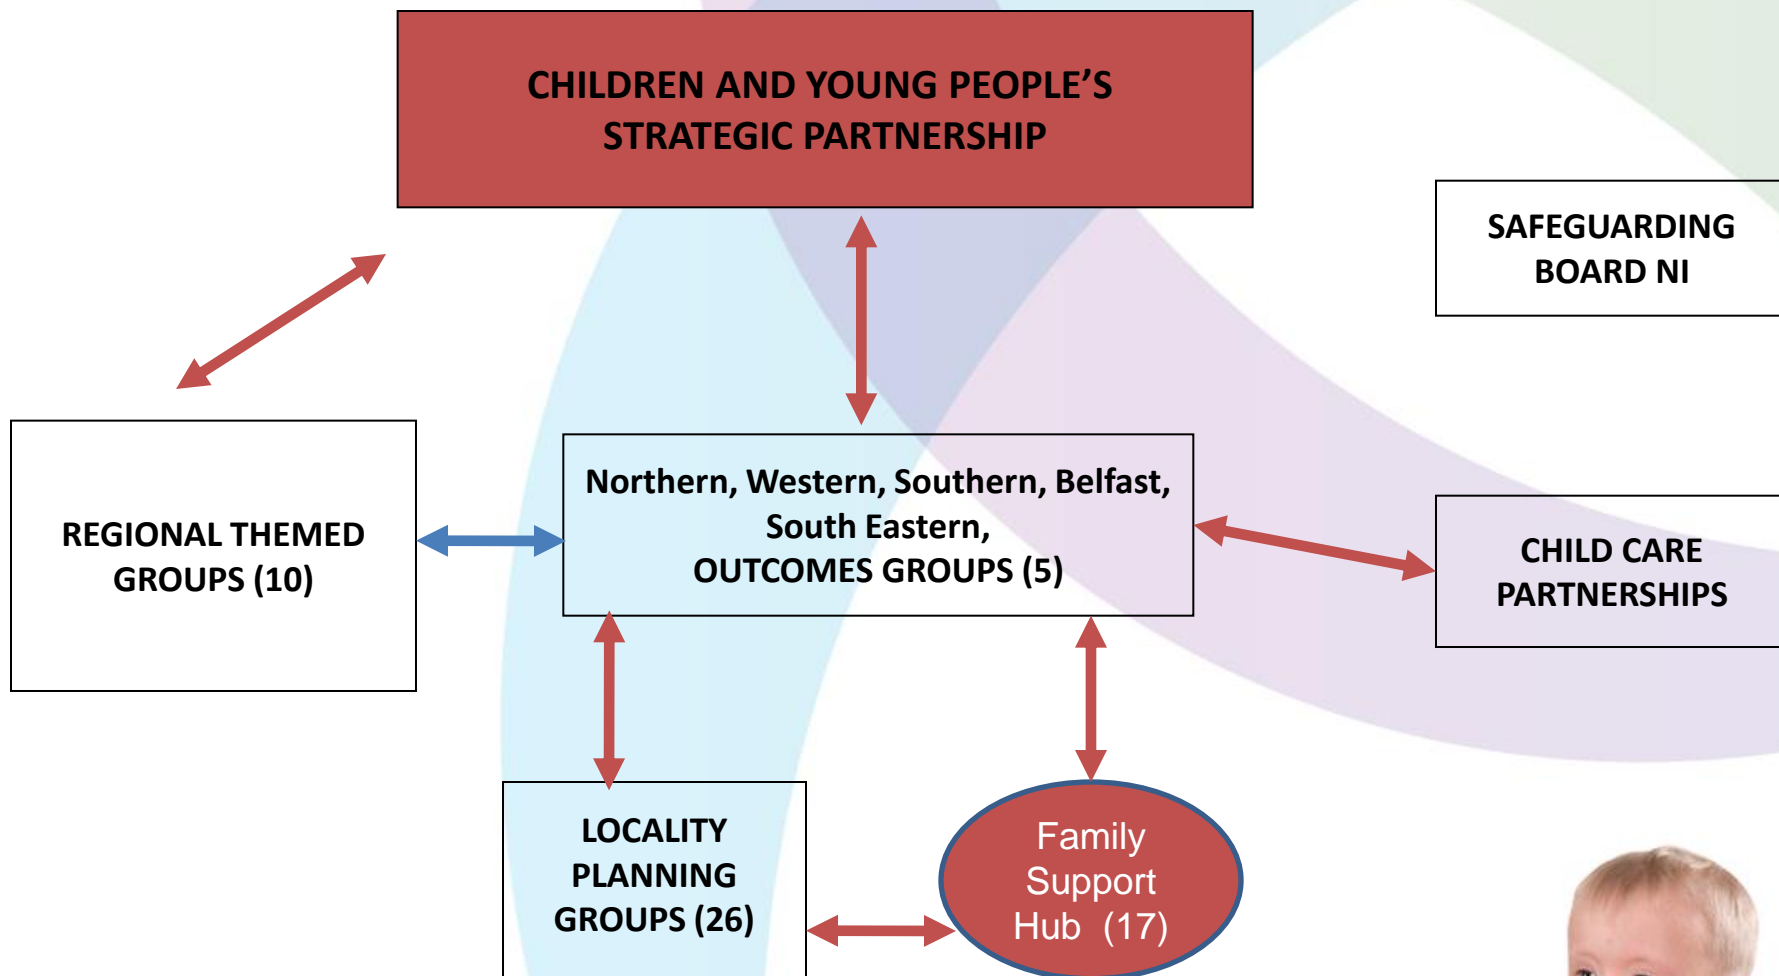 CHILDREN AND YOUNG PEOPLE’S
STRATEGIC PARTNERSHIP
SAFEGUARDING
BOARD NI
REGIONAL THEMED
GROUPS (10)
Northern, Western, Southern, Belfast,
South Eastern,
OUTCOMES GROUPS (5)
CHILD CARE
PARTNERSHIPS
LOCALITY
PLANNING
GROUPS (26)
Family
Support
Hub (17)